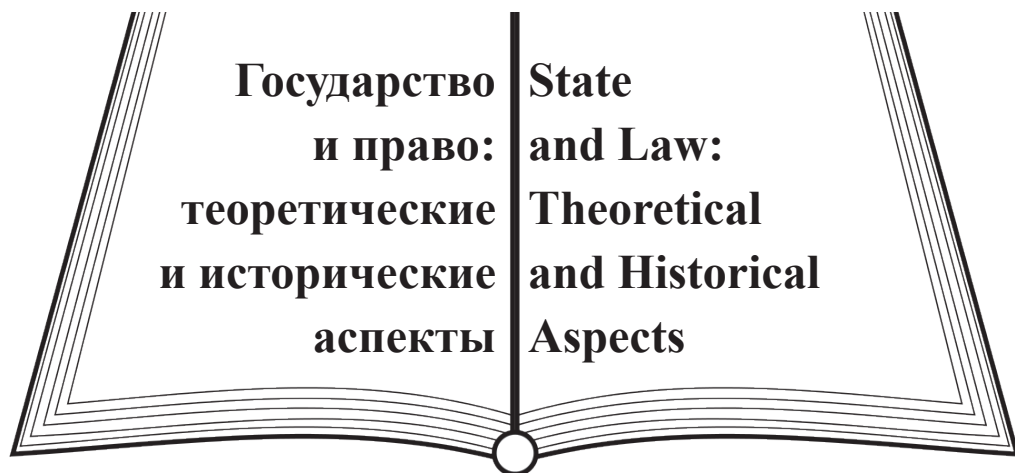 Государство
и право:
теоретические
и исторические
аспекты
State
and Law:
Theoretical
and Historical
Aspects